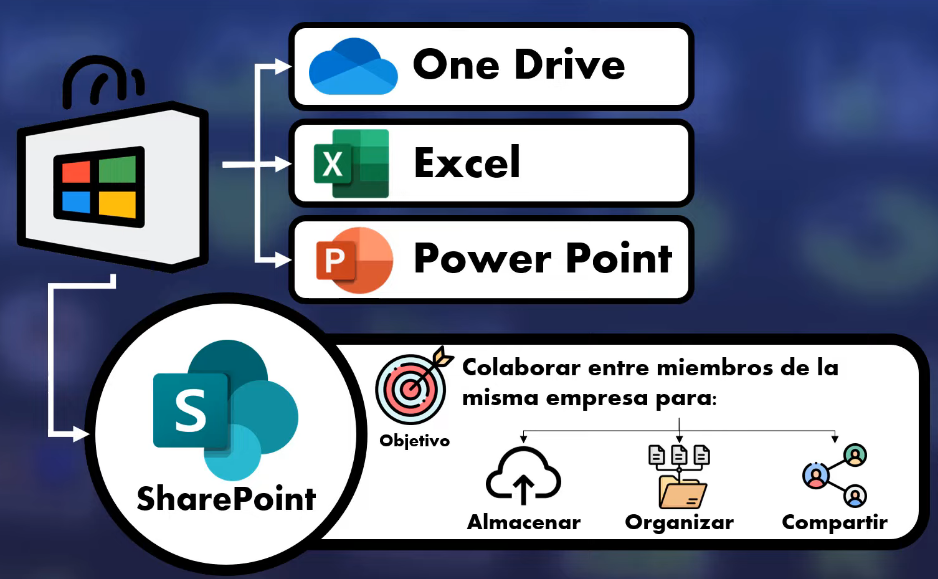 One Drive
X
Excel
P
Power Point
S
SharePoint
Objetivo
Colaborar entre miembros de la
misma empresa para:
Almacenar
Organizar
Compartir